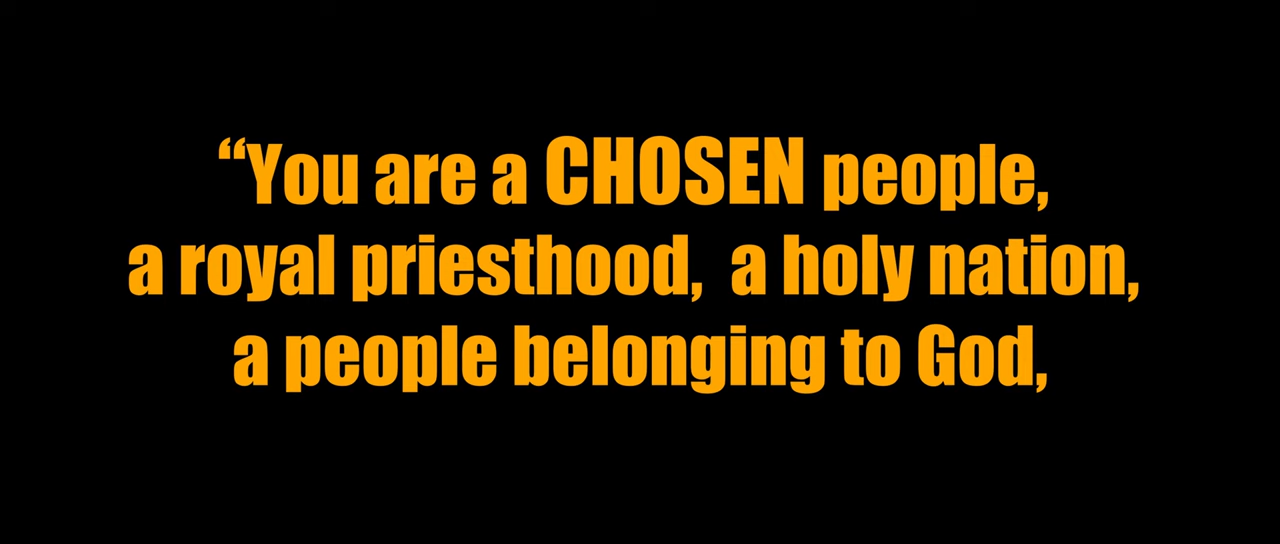 “You are a CHOSEN people,
a royal priesthood,  a holy nation,
a people belonging to God,